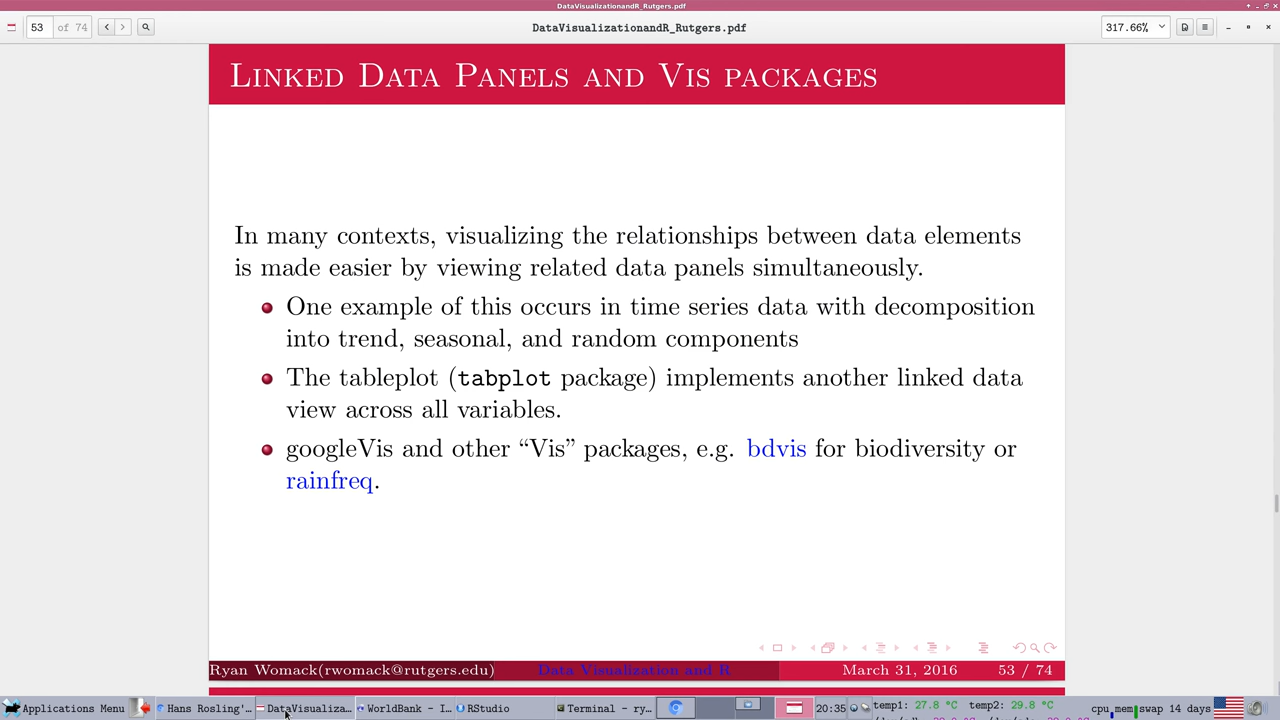 DataVisualizationandR_Rutgers.pdf
53 of 74
DataVisualizationandR_Rutgers.pdf
317.66%
Linked Data Panels and Vis packages
In many contexts, visualizing the relationships between data elements
is made easier by viewing related data panels simultaneously.
One example of this occurs in time series data with decomposition
into trend, seasonal, and random components
The tableplot (tabplot package) implements another linked data
view across all variables.
googleVis and other “Vis” packages, e.g. bdvis for biodiversity or
rainfreq.
Ryan Womack(rwomack@rutgers.edu) Data Visualization and R March 31, 2016 53 / 74
Applications Menu Hans Rosling'... DataVisualiza... WorldBank - I... RStudio Terminal - ry... 20:35 temp1: 27.8 °C temp2: 29.8 °C cpu mem swap 14 days